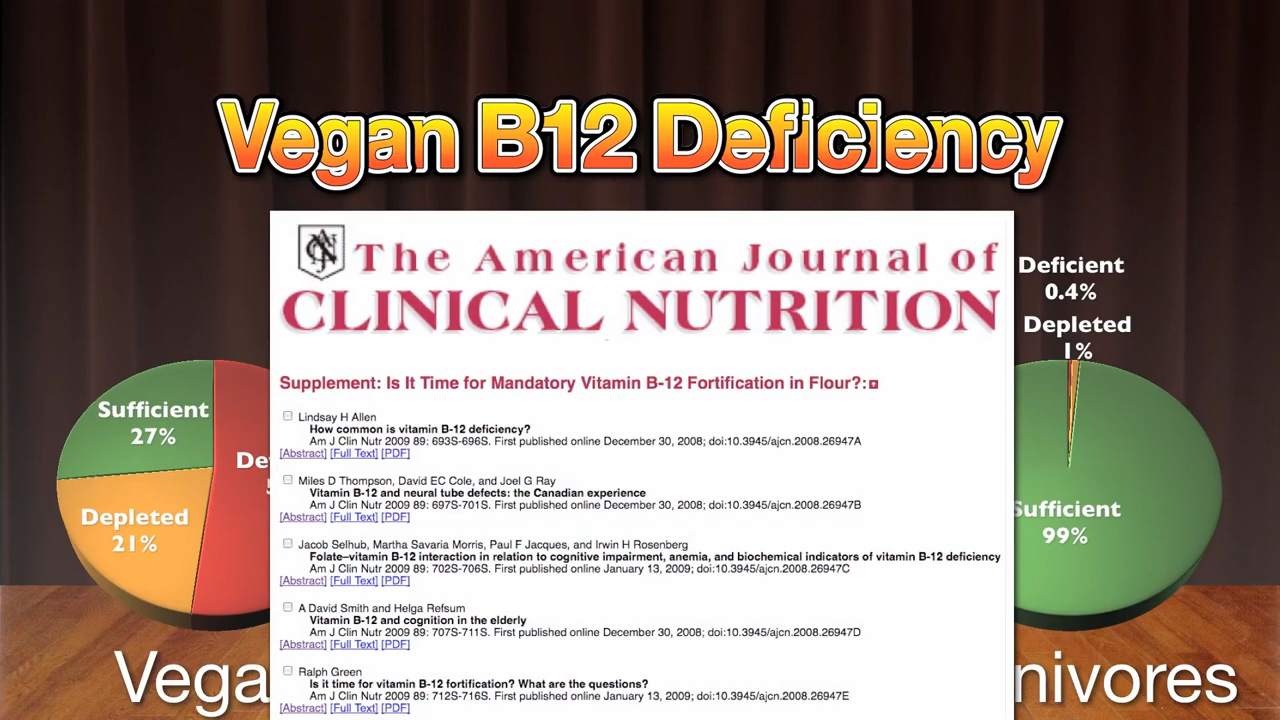 Vegan B12 Deficiency
The American Journal of
CLINICAL NUTRITION
Supplement: Is It Time for Mandatory Vitamin B-12 Fortification in Flour?:
Lindsay H Allen
How common is vitamin B-12 deficiency?
Am J Clin Nutr 2009 89: 693S-696S. First published online December 30, 2008; doi:10.3945/ajcn.2008.26947A
[Abstract] [Full Text] [PDF]
Miles D Thompson, David EC Cole, and Joel G Ray
Vitamin B-12 and neural tube defects: the Canadian experience
Am J Clin Nutr 2009 89: 697S-701S. First published online December 30, 2008; doi:10.3945/ajcn.2008.26947B
[Abstract] [Full Text] [PDF]
Jacob Selhub, Martha Savaria Morris, Paul F Jacques, and Irwin H Rosenberg
Folate–vitamin B-12 interaction in relation to cognitive impairment, anemia, and biochemical indicators of vitamin B-12 deficiency
Am J Clin Nutr 2009 89: 702S-706S. First published online January 13, 2009; doi:10.3945/ajcn.2008.26947C
[Abstract] [Full Text] [PDF]
A David Smith and Helga Refsum
Vitamin B-12 and cognition in the elderly
Am J Clin Nutr 2009 89: 707S-711S. First published online December 30, 2008; doi:10.3945/ajcn.2008.26947D
[Abstract] [Full Text] [PDF]
Ralph Green
Is it time for vitamin B-12 fortification? What are the questions?
Am J Clin Nutr 2009 89: 712S-716S. First published online January 13, 2009; doi:10.3945/ajcn.2008.26947E
[Abstract] [Full Text] [PDF]
Sufficient
27%
De
Depleted
21%
Vega
Deficient
0.4%
Depleted
1%
Sufficient
99%
nivores